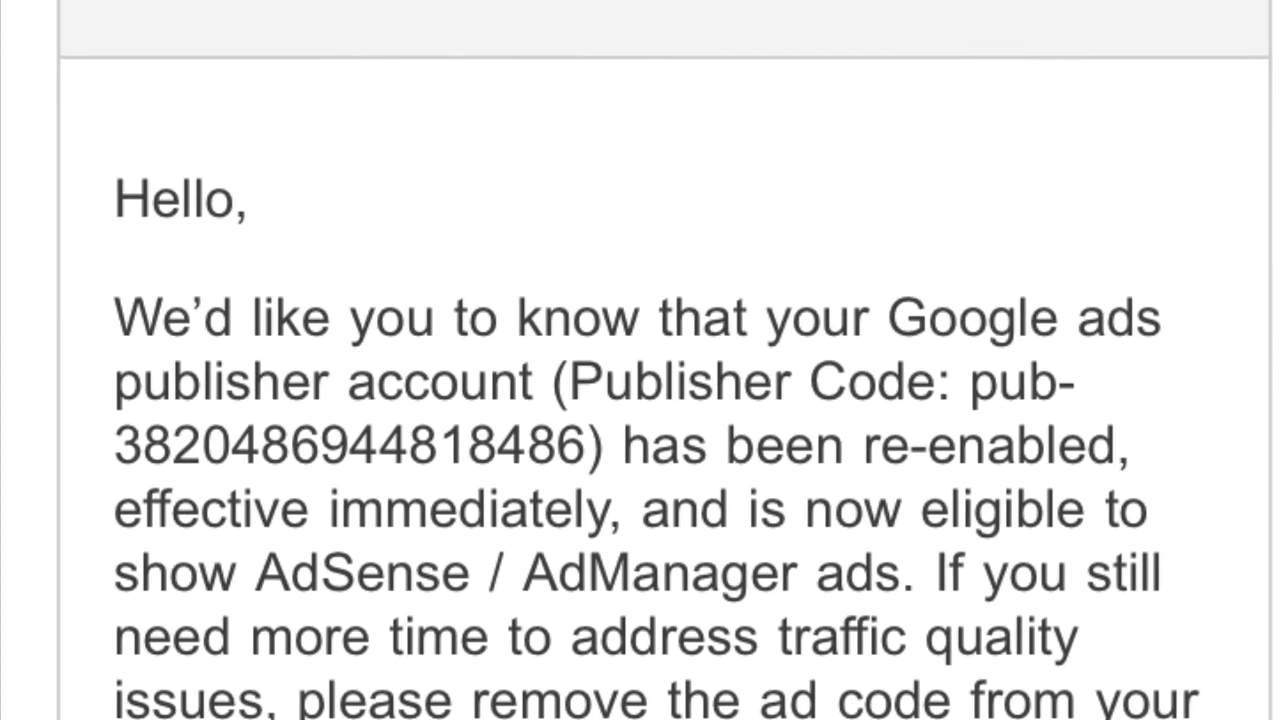 Hello,
We’d like you to know that your Google ads
publisher account (Publisher Code: pub-
3820486944818486) has been re-enabled,
effective immediately, and is now eligible to
show AdSense / AdManager ads. If you still
need more time to address traffic quality
issues, please remove the ad code from your